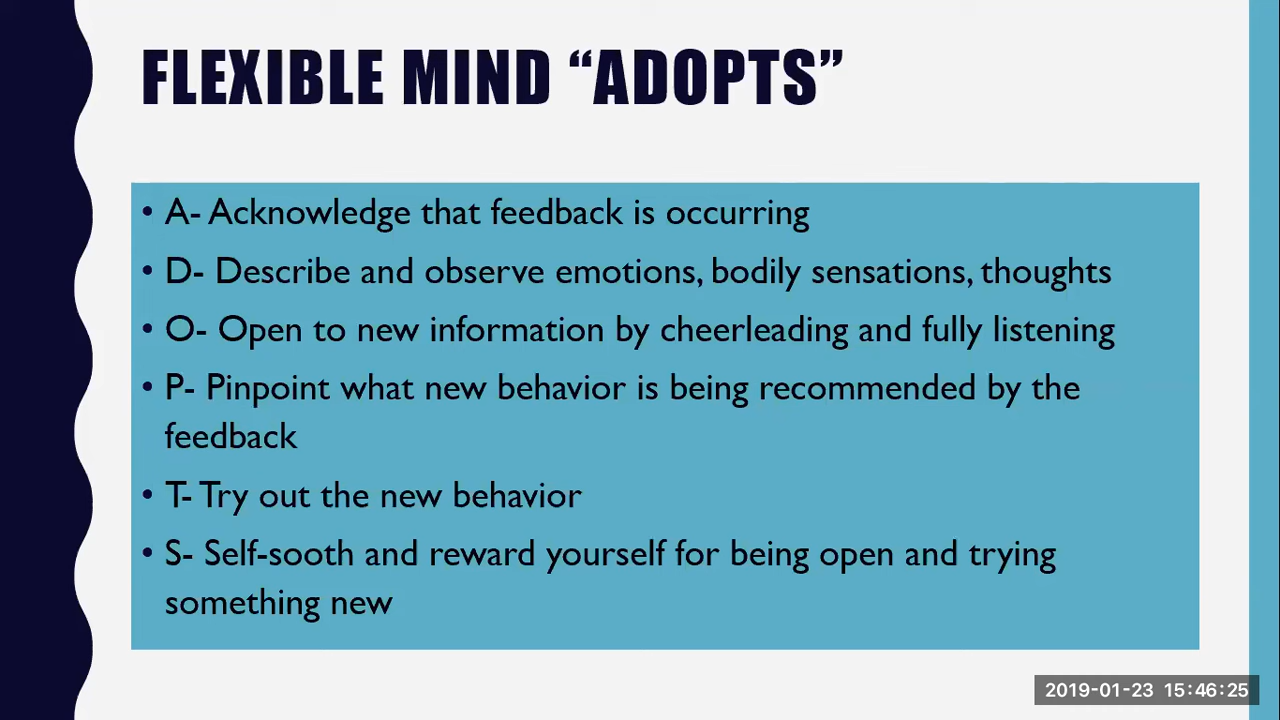 FLEXIBLE MIND “ADOPTS”
• A- Acknowledge that feedback is occurring
• D- Describe and observe emotions, bodily sensations, thoughts
• O- Open to new information by cheerleading and fully listening
• P- Pinpoint what new behavior is being recommended by the
feedback
• T- Try out the new behavior
• S- Self-sooth and reward yourself for being open and trying
something new
2019-01-23 15:46:25